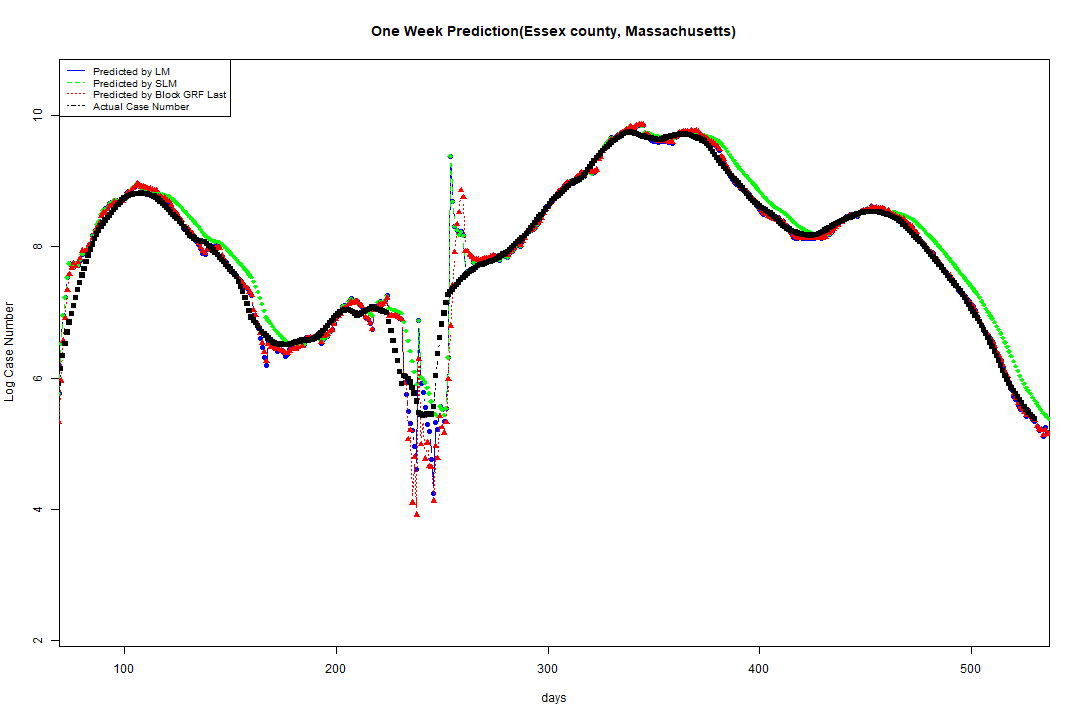 One Week Prediction(Essex county, Massachusetts)
Predicted by LM
Predicted by SLM
Predicted by Block GRF Last
Actual Case Number
Log Case Number
10
8
6
4
2
100 200 300 400 500
days